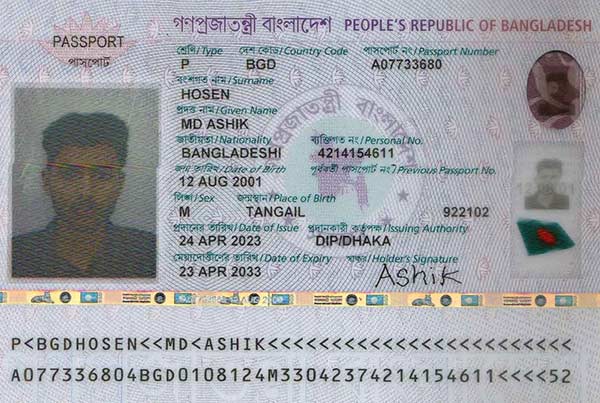 গণপ্রজাতন্ত্রী বাংলাদেশ PEOPLE'S REPUBLIC OF BANGLADESH
PASSPORT
পাসপোর্ট
শ্রেণি/Type দেশ কোড/Country Code পাসপোর্ট নং/Passport Number
P BGD A07733680
বংশগত নাম/Surname
HOSEN
প্রদত্ত নাম/Given Name
MD ASHIK
জাতীয়তা/Nationality ব্যক্তিগত নং/Personal No.
BANGLADESHI 4214154611
জন্ম তারিখ/Date of Birth পূর্ববর্তী পাসপোর্ট নং/Previous Passport No.
12 AUG 2001
লিঙ্গ/Sex জন্মস্থান/Place of Birth
M TANGAIL 922102
প্রদানের তারিখ/Date of Issue প্রদানকারী কর্তৃপক্ষ/Issuing Authority
24 APR 2023 DIP/DHAKA
মেয়াদোত্তীর্ণের তারিখ/Date of Expiry স্বাক্ষর/Holder's Signature
23 APR 2033 Ashik
গণপ্রজাতন্ত্রী বাংলাদেশ
P<BGDHOSEN<<MD<ASHIK<<<<<<<<<<<<<<<<<<<<<<<<
A077336804BGD0108124M33042374214154611<<<<52